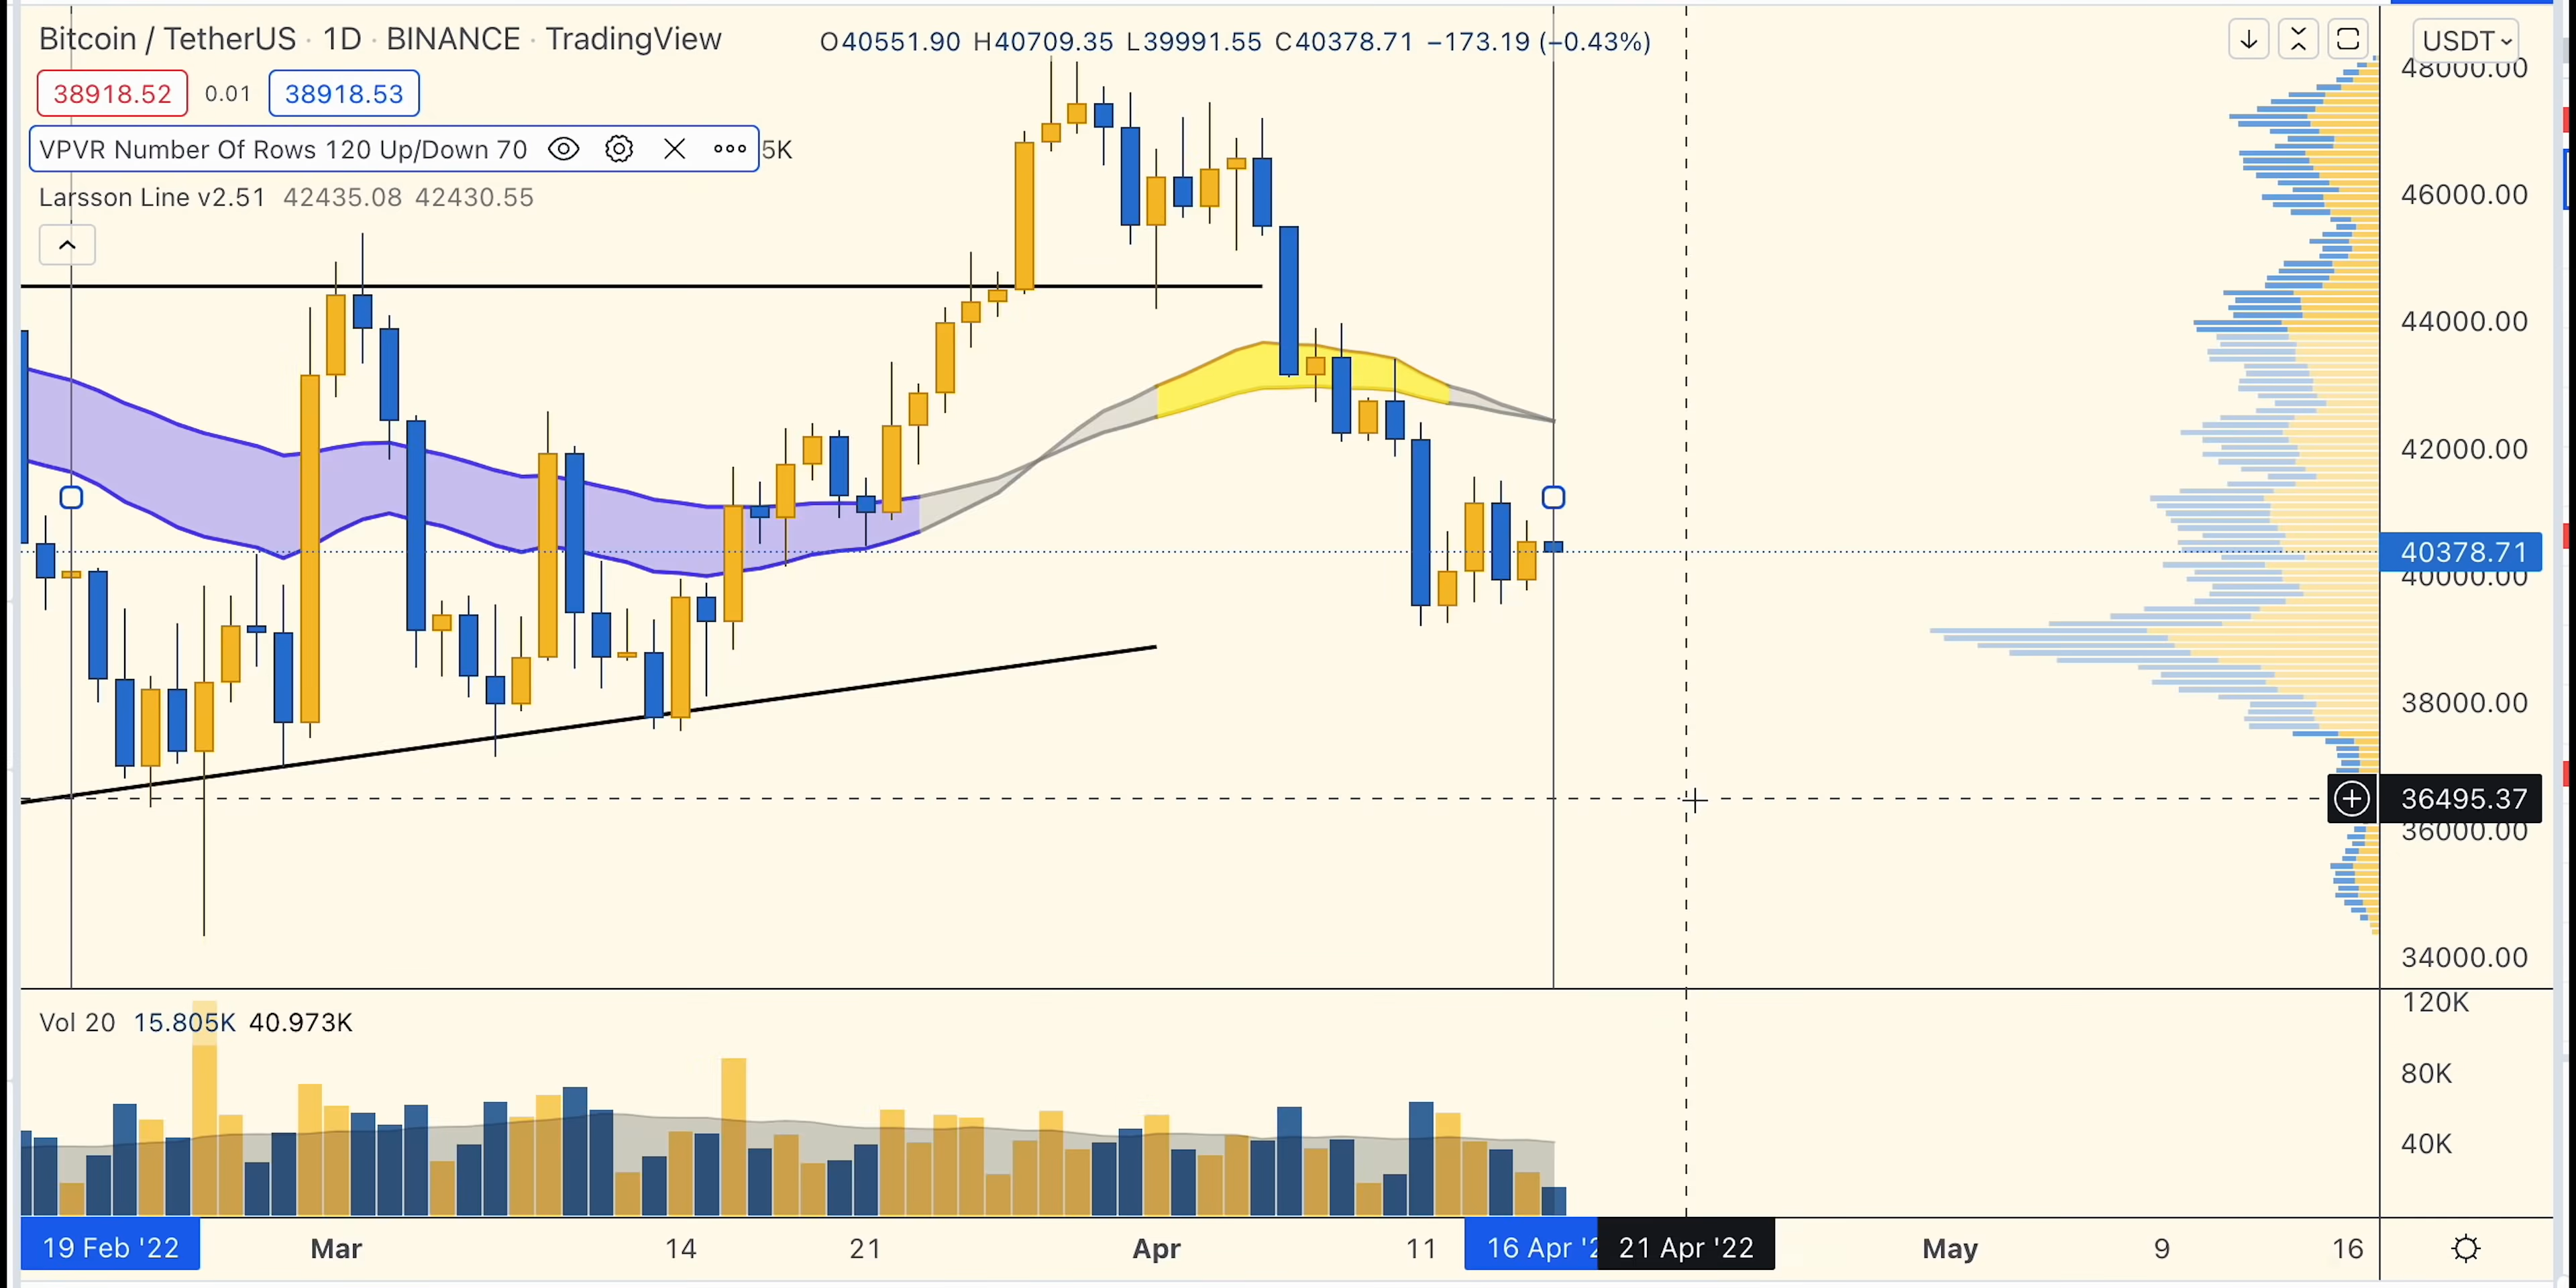 Bitcoin / TetherUS · 1D · BINANCE · TradingView
O40551.90 H40709.35 L39991.55 C40378.71 −173.19 (−0.43%)
USDT
38918.52 0.01 38918.53
VPVR Number Of Rows 120 Up/Down 70 5K
Larsson Line v2.51 42435.08 42430.55
48000.00
46000.00
44000.00
42000.00
40378.71
40000.00
38000.00
36495.37
36000.00
34000.00
Vol 20 15.805K 40.973K
120K
80K
40K
19 Feb '22 Mar 14 21 Apr 11 16 Apr '2 21 Apr '22 May 9 16